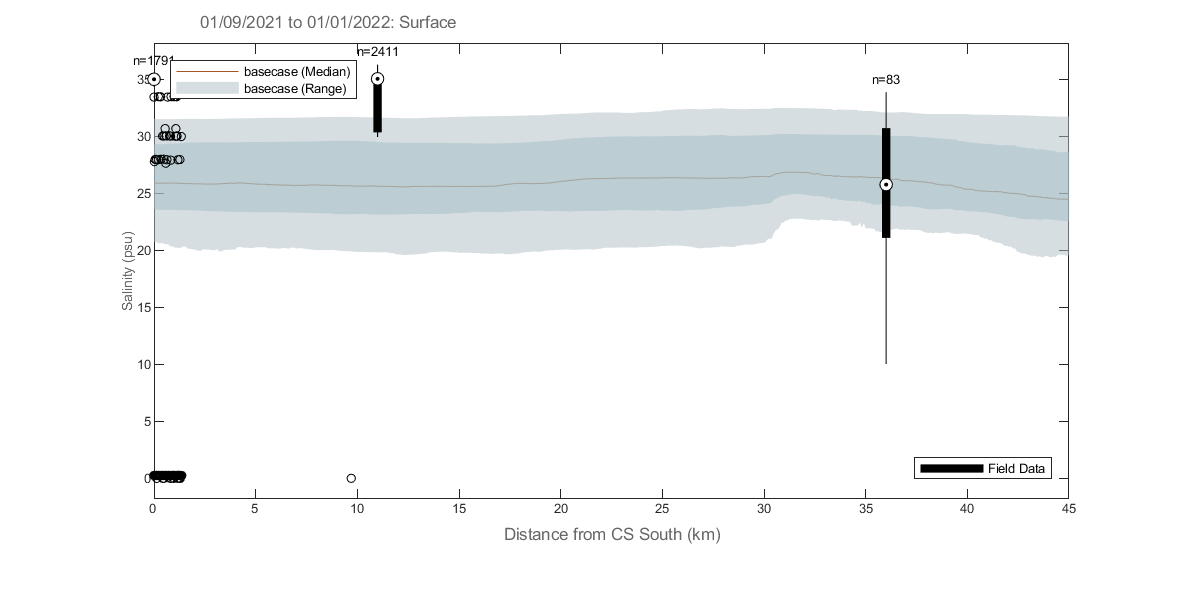 01/09/2021 to 01/01/2022: Surface
n=1791
n=2411
n=83
basecase (Median)
basecase (Range)
35
30
25
20
15
10
5
0
Salinity (psu)
Field Data
0 5 10 15 20 25 30 35 40 45
Distance from CS South (km)